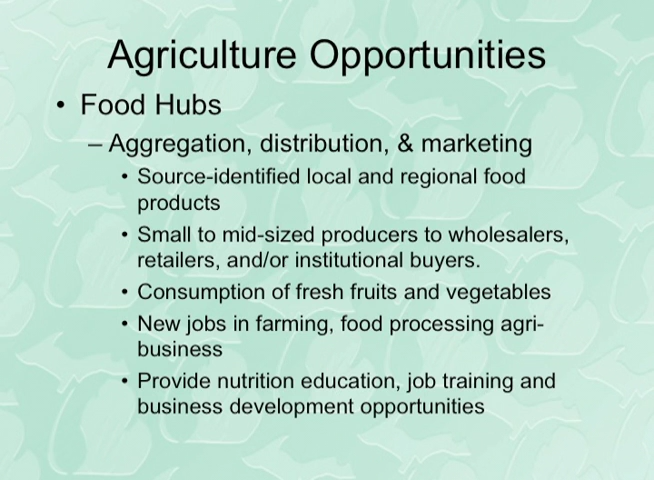 Agriculture Opportunities
• Food Hubs
– Aggregation, distribution, & marketing
• Source-identified local and regional food
products
• Small to mid-sized producers to wholesalers,
retailers, and/or institutional buyers.
• Consumption of fresh fruits and vegetables
• New jobs in farming, food processing agri-
business
• Provide nutrition education, job training and
business development opportunities